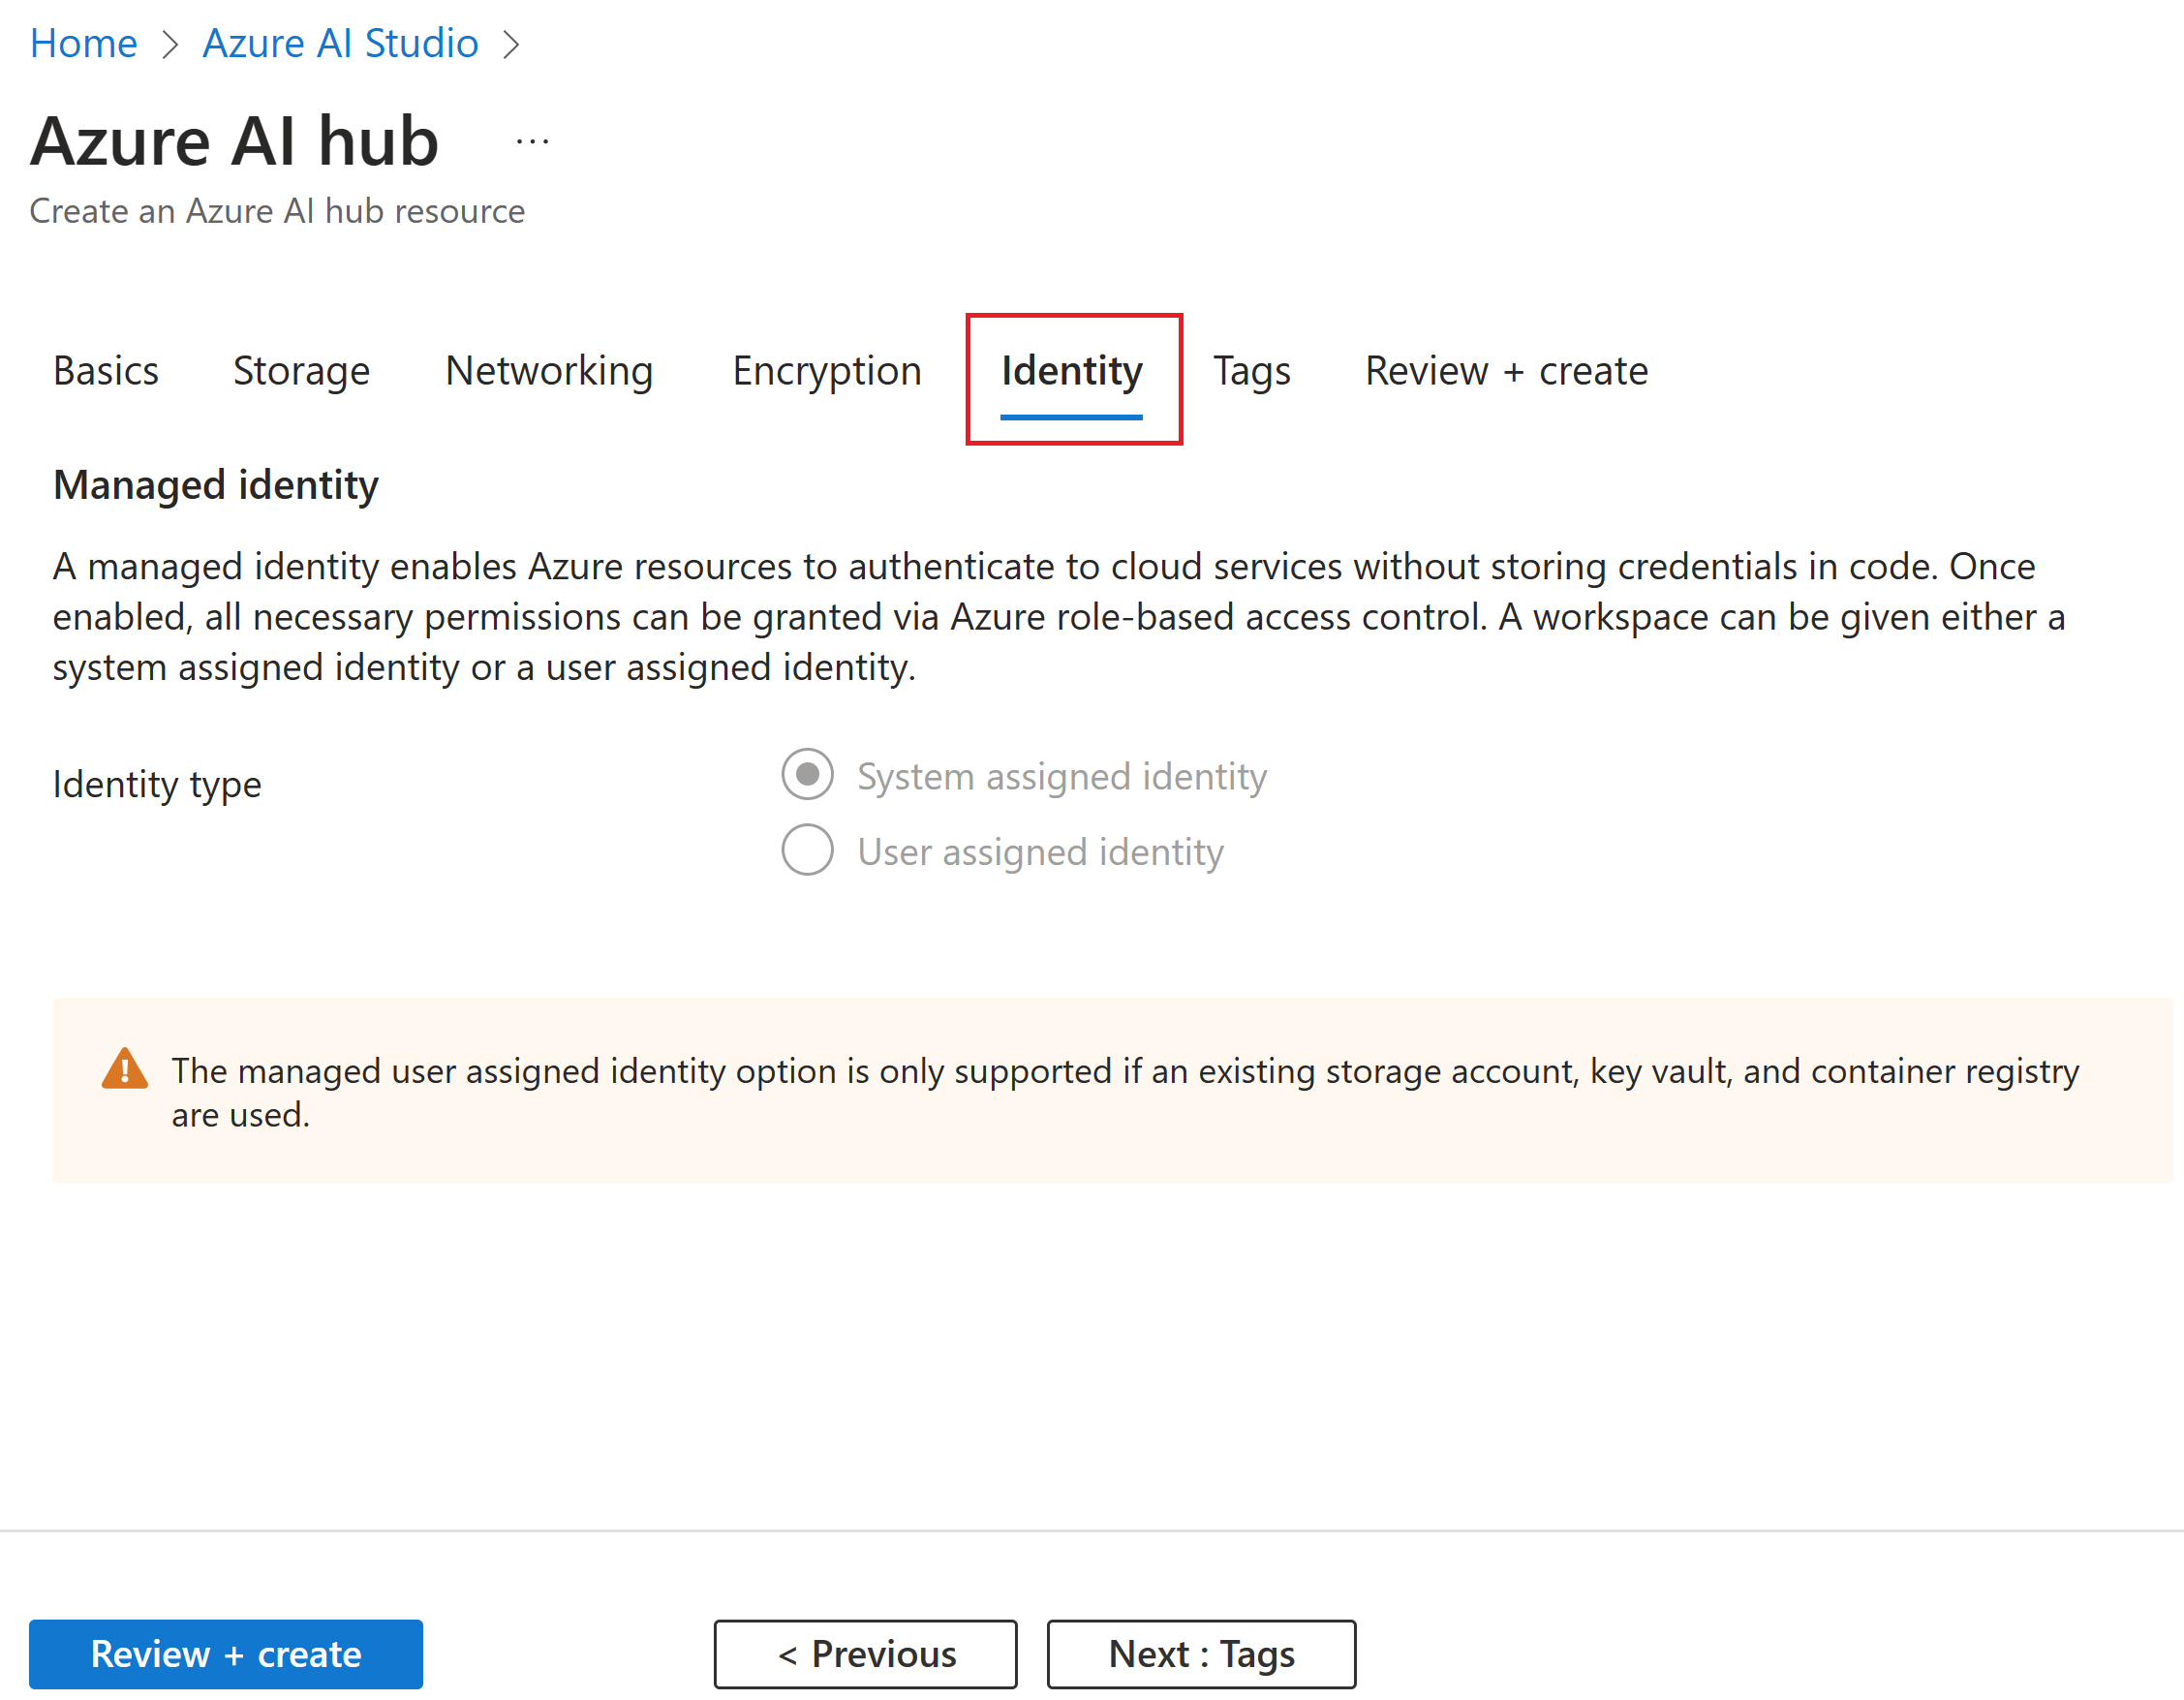 Home > Azure AI Studio >
Azure AI hub ...
Create an Azure AI hub resource
Basics Storage Networking Encryption Identity Tags Review + create
Managed identity
A managed identity enables Azure resources to authenticate to cloud services without storing credentials in code. Once
enabled, all necessary permissions can be granted via Azure role-based access control. A workspace can be given either a
system assigned identity or a user assigned identity.
Identity type
System assigned identity
User assigned identity
The managed user assigned identity option is only supported if an existing storage account, key vault, and container registry
are used.
Review + create < Previous Next : Tags